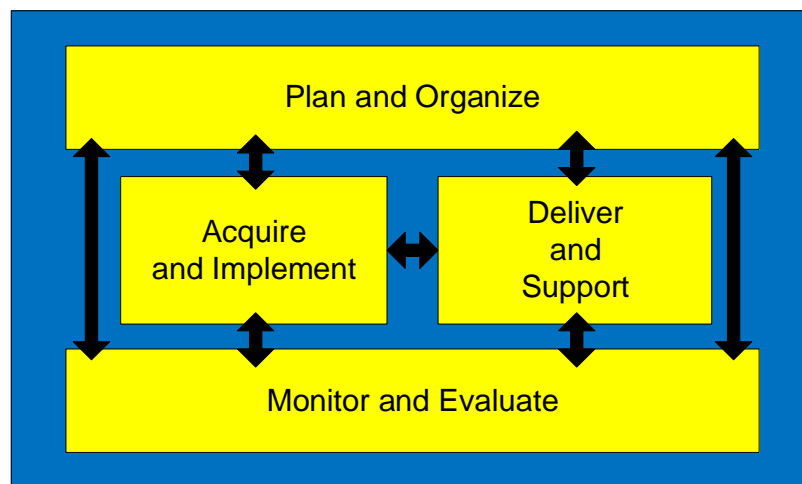 Plan and Organize
Acquire
and Implement
Deliver
and
Support
Monitor and Evaluate